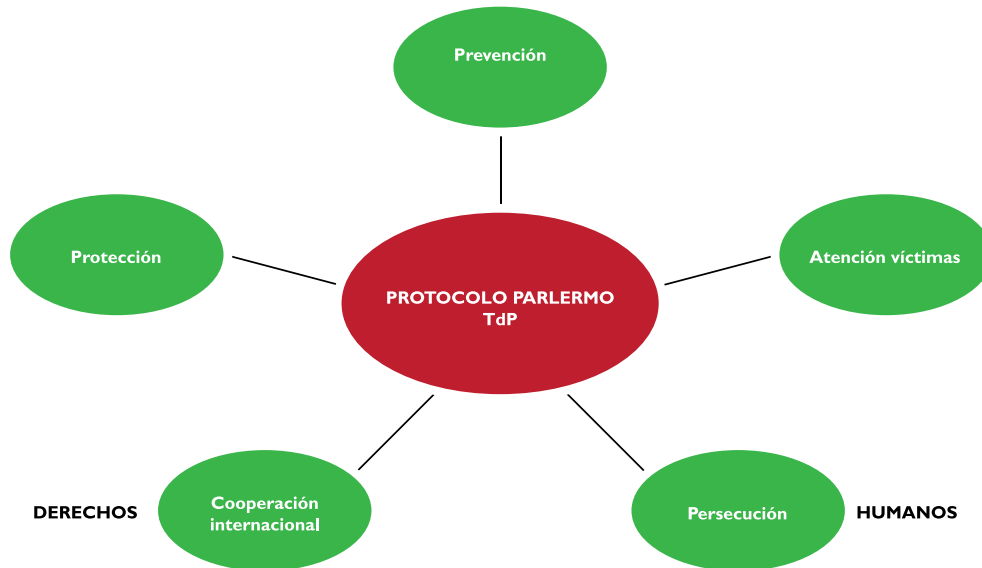 Prevención
Protección
Atención víctimas
PROTOCOLO PARLERMO
TdP
DERECHOS
Cooperación
internacional
Persecución
HUMANOS